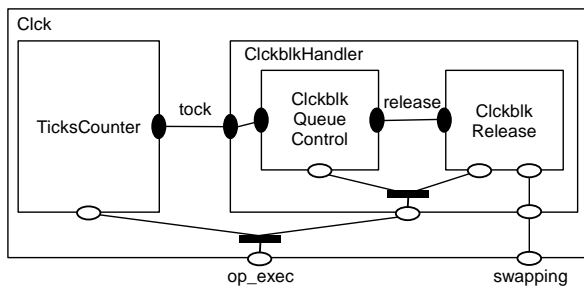 Clck
ClckblkHandler
TicksCounter
tock
Clckblk
Queue
Control
release
Clckblk
Release
op_exec
swapping